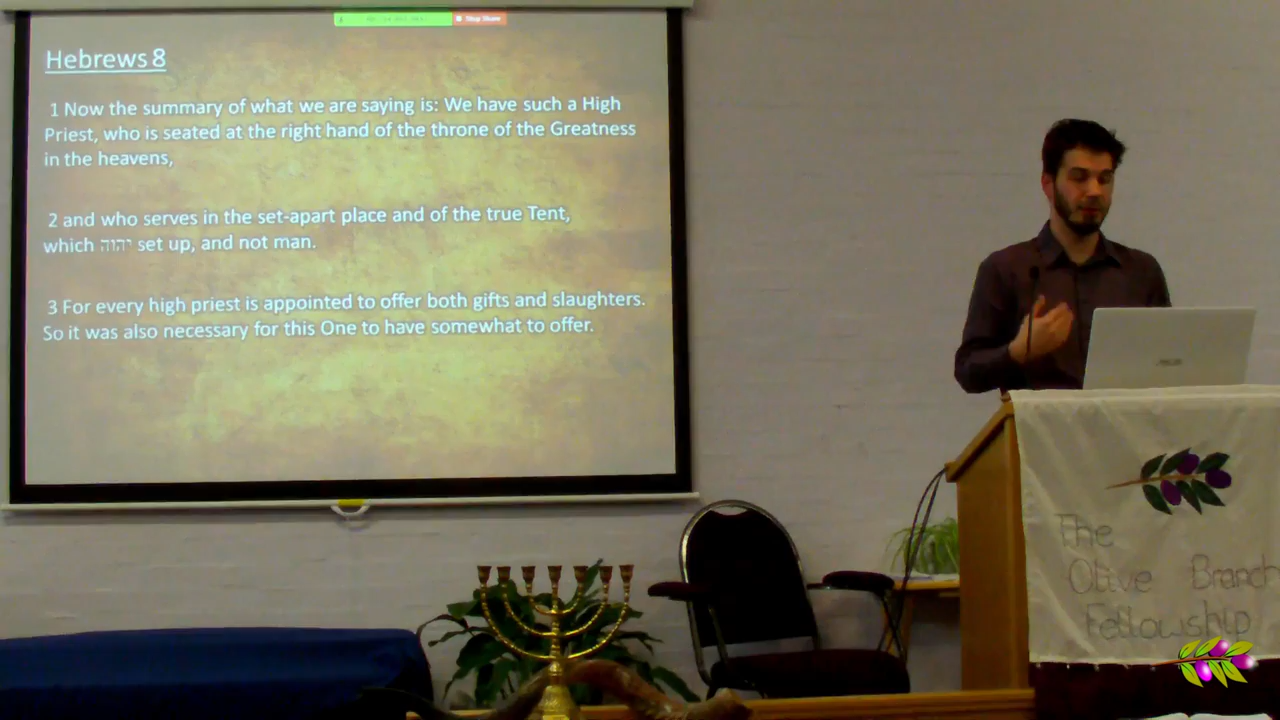 Stop Share
Hebrews 8
1 Now the summary of what we are saying is: We have such a High
Priest, who is seated at the right hand of the throne of the Greatness
in the heavens,
2 and who serves in the set-apart place and of the true Tent,
which יהוה set up, and not man.
3 For every high priest is appointed to offer both gifts and slaughters.
So it was also necessary for this One to have somewhat to offer.
ASUS
The
Olive Branch
Fellowship